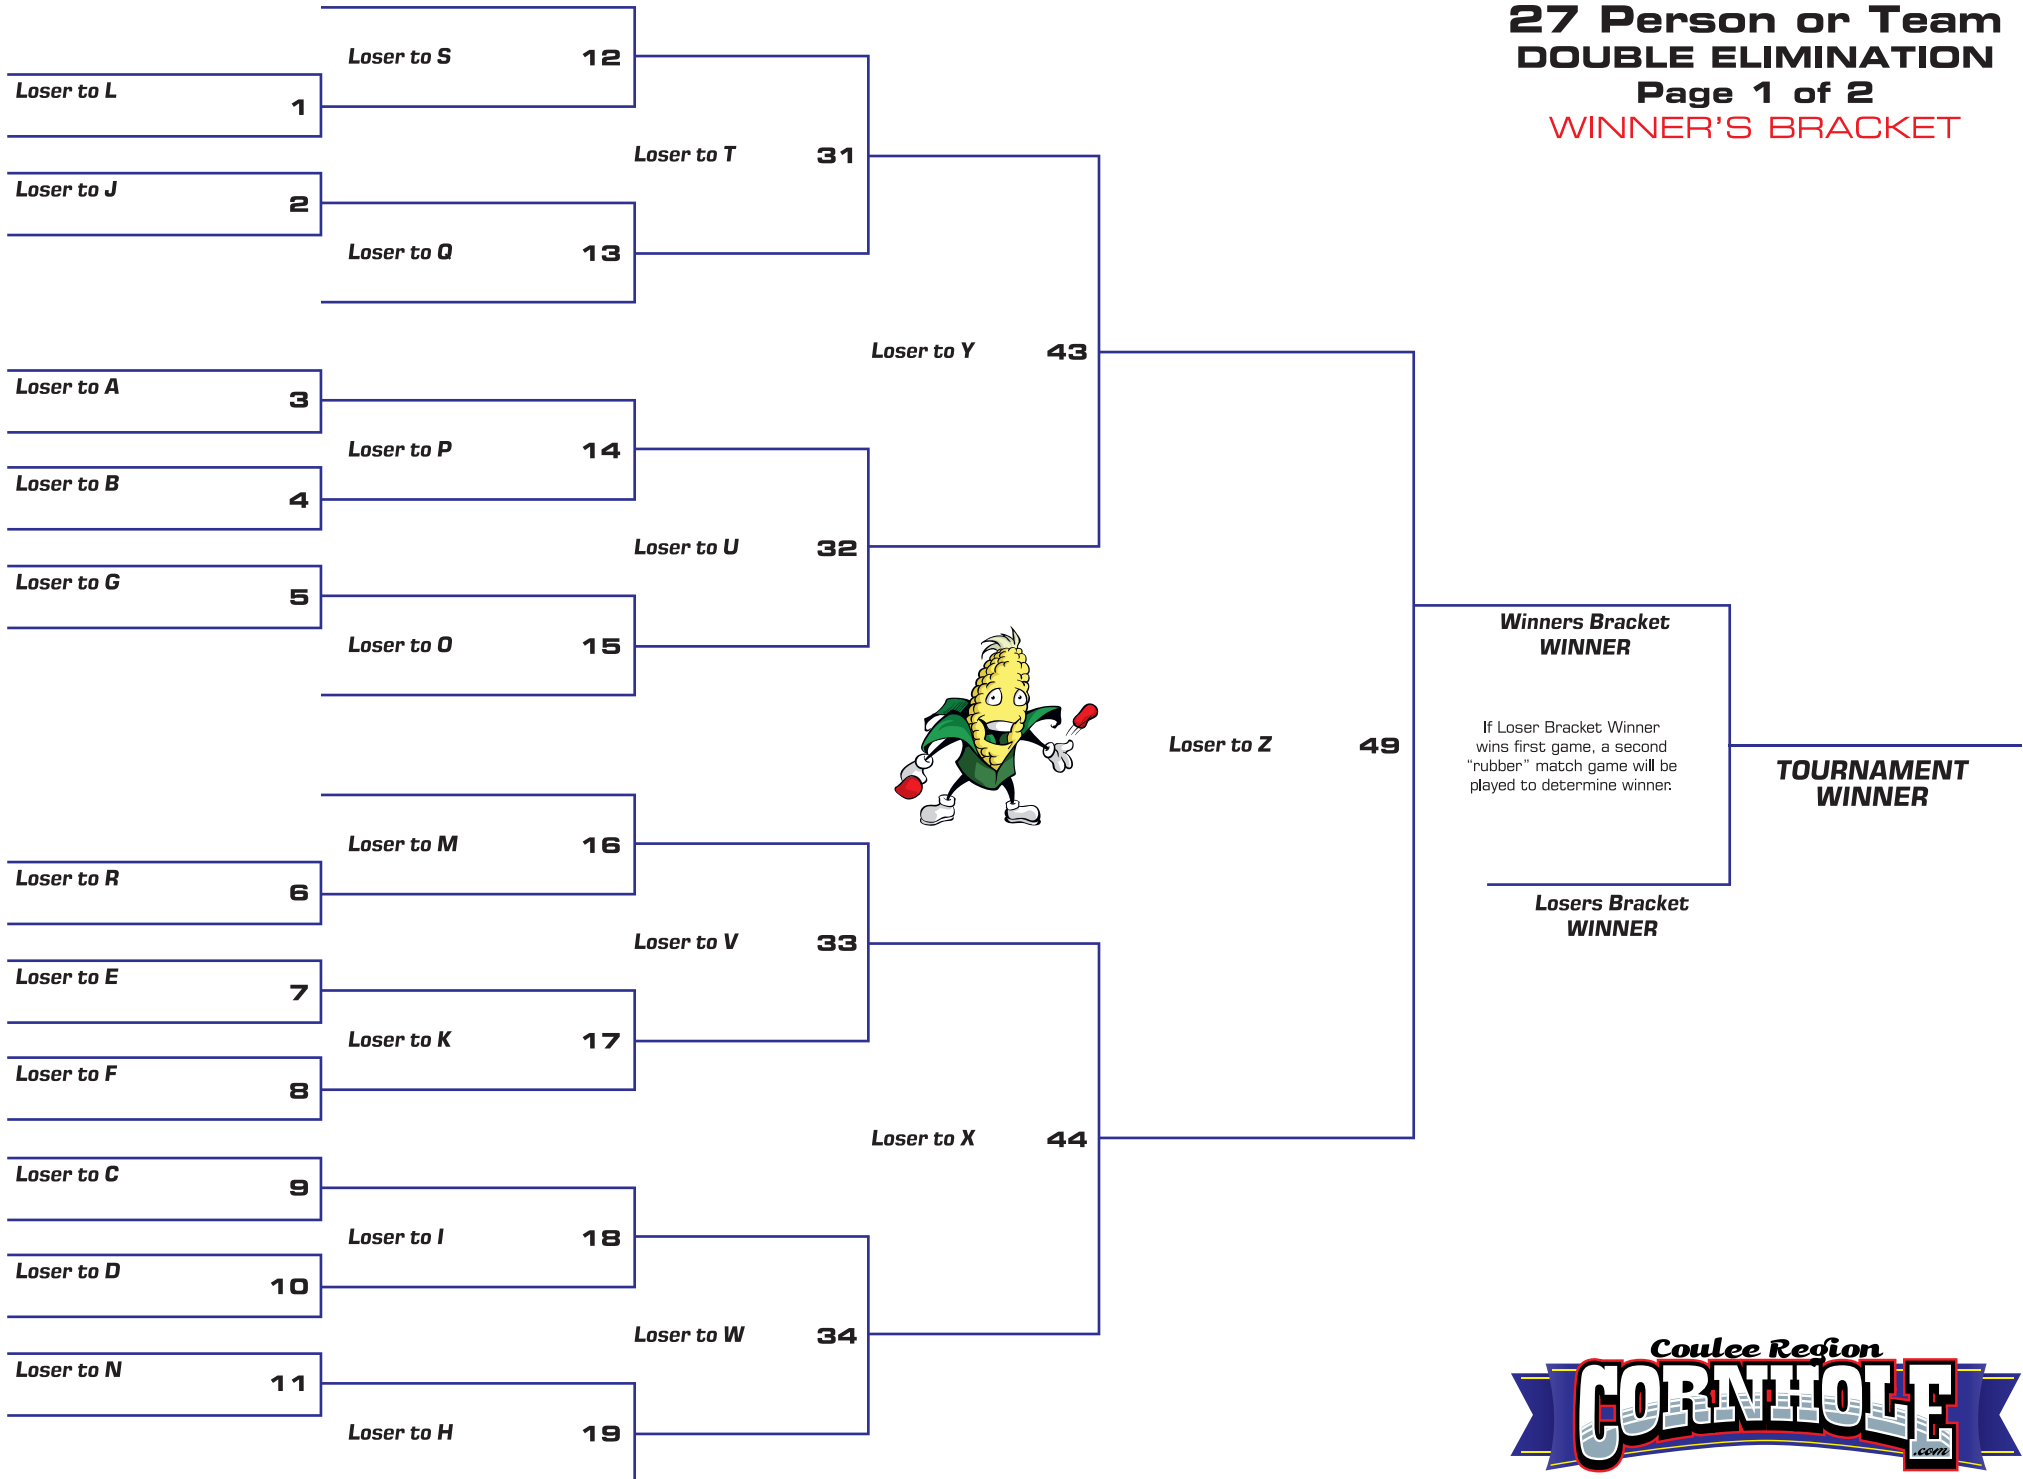 27 Person or Team
DOUBLE ELIMINATION
Page 1 of 2
WINNER'S BRACKET
Loser to L 1
Loser to J 2
Loser to A 3
Loser to B 4
Loser to G 5
Loser to R 6
Loser to E 7
Loser to F 8
Loser to C 9
Loser to D 10
Loser to N 11
Loser to S 12
Loser to Q 13
Loser to P 14
Loser to O 15
Loser to M 16
Loser to K 17
Loser to I 18
Loser to H 19
Loser to T 31
Loser to U 32
Loser to V 33
Loser to W 34
Loser to Y 43
Loser to X 44
Loser to Z 49
Winners Bracket
WINNER
If Loser Bracket Winner
wins first game, a second
"rubber" match game will be
played to determine winner.
Losers Bracket
WINNER
TOURNAMENT
WINNER
Coulee Region
CORNHOLE
.com